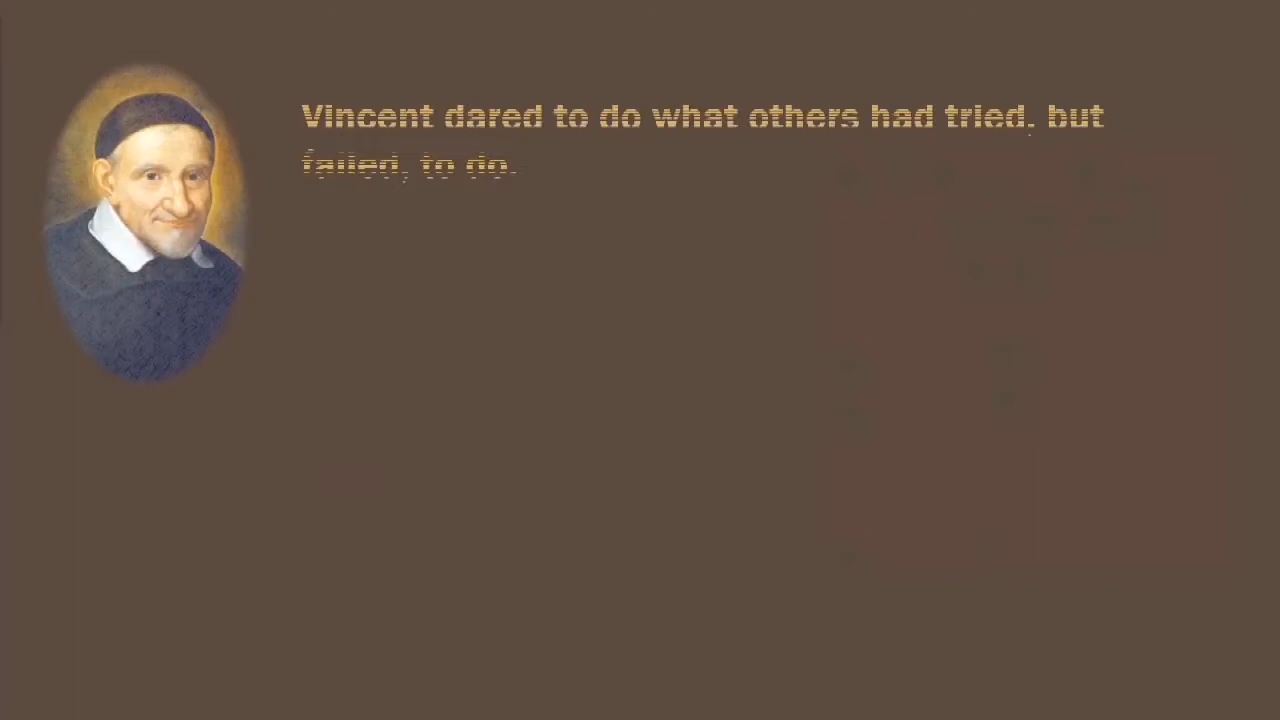 Vincent dared to do what others had tried, but
failed, to do.